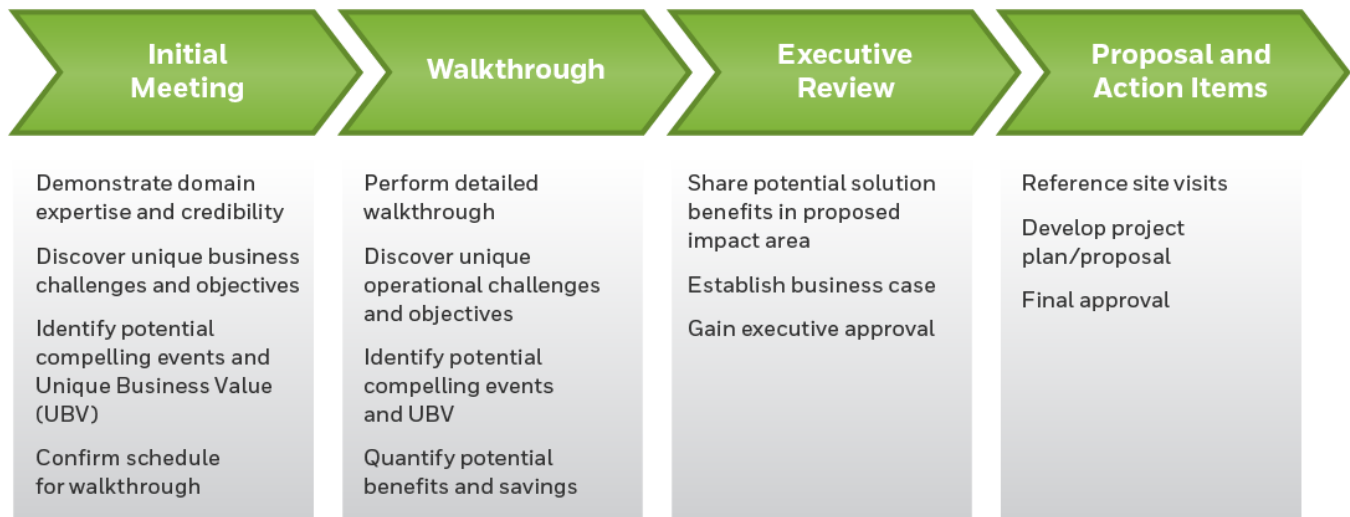 Initial
Meeting
Demonstrate domain
expertise and credibility
Discover unique business
challenges and objectives
Identify potential
compelling events and
Unique Business Value
(UBV)
Confirm schedule
for walkthrough
Walkthrough
Perform detailed
walkthrough
Discover unique
operational challenges
and objectives
Identify potential
compelling events
and UBV
Quantify potential
benefits and savings
Executive
Review
Share potential solution
benefits in proposed
impact area
Establish business case
Gain executive approval
Proposal and
Action Items
Reference site visits
Develop project
plan/proposal
Final approval